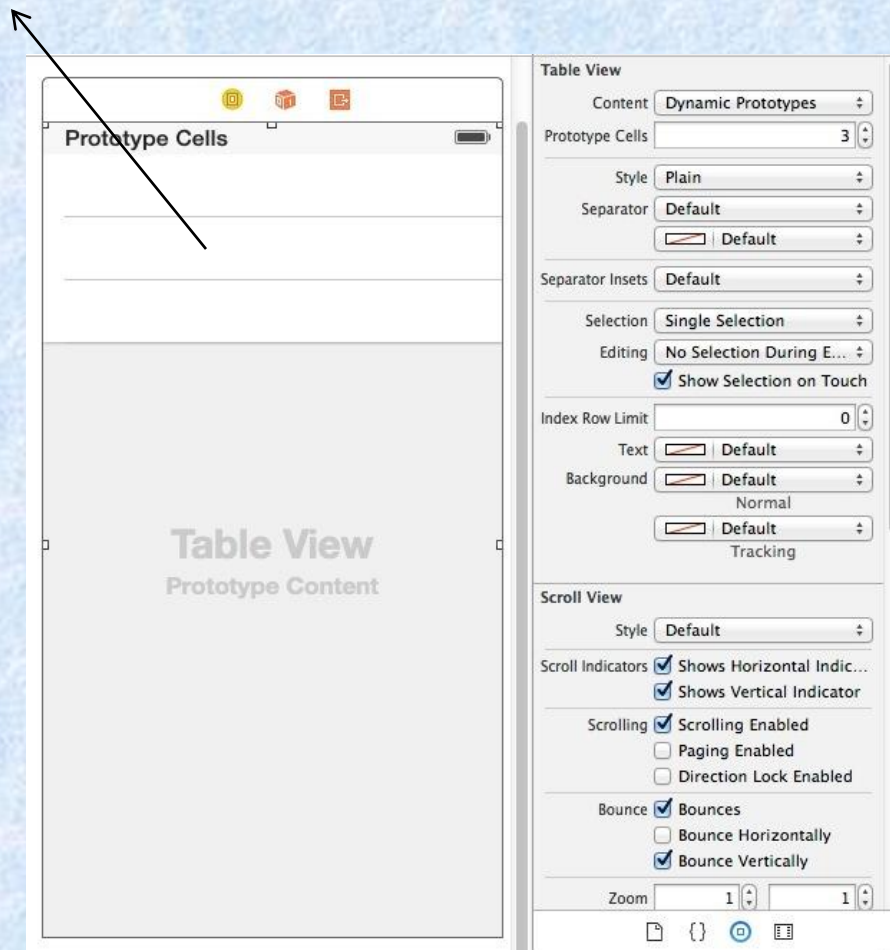 Prototype Cells
Table View
Prototype Content
Table View
Content Dynamic Prototypes
Prototype Cells 3
Style Plain
Separator Default
Default
Separator Insets Default
Selection Single Selection
Editing No Selection During E...
Show Selection on Touch
Index Row Limit 0
Text Default
Background Default
Normal
Default
Tracking
Scroll View
Style Default
Scroll Indicators Shows Horizontal Indic...
Shows Vertical Indicator
Scrolling Scrolling Enabled
Paging Enabled
Direction Lock Enabled
Bounce Bounces
Bounce Horizontally
Bounce Vertically
Zoom 1 1
{}